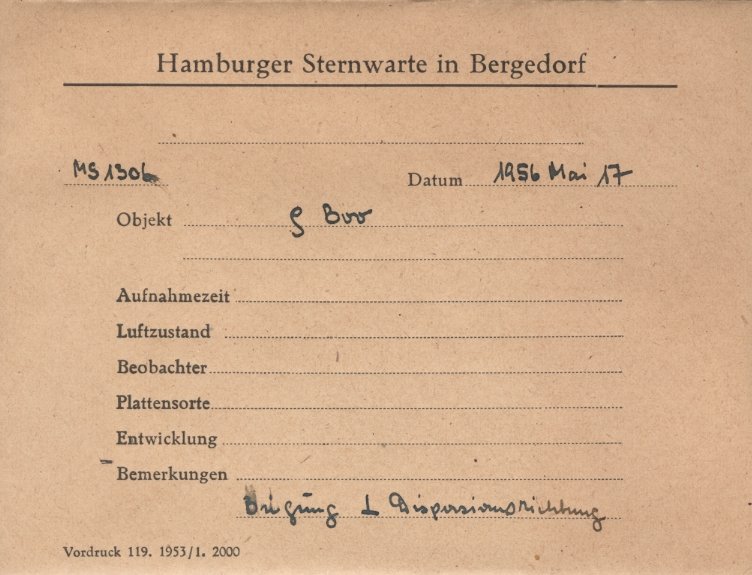 Hamburger Sternwarte in Bergedorf
MS 1306
Datum 1956 Mai 17
Objekt Boo
Aufnahmezeit
Luftzustand
Beobachter
Plattensorte
Entwicklung
Bemerkungen
⊥ Dispersionsrichtung
Vordruck 119. 1953/1. 2000